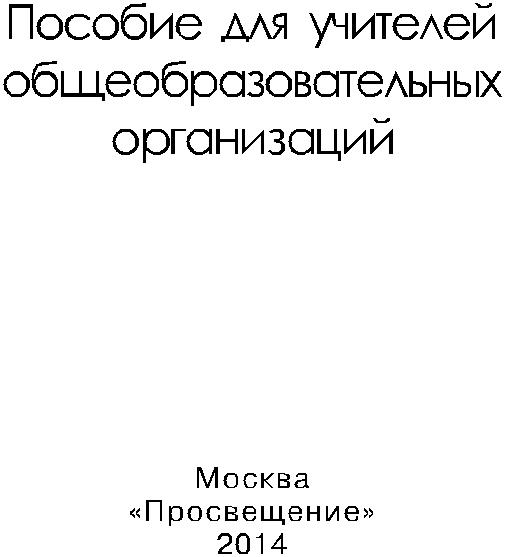 Пособие для учителей
общеобразовательных
организаций
Москва
«Просвещение»
2014